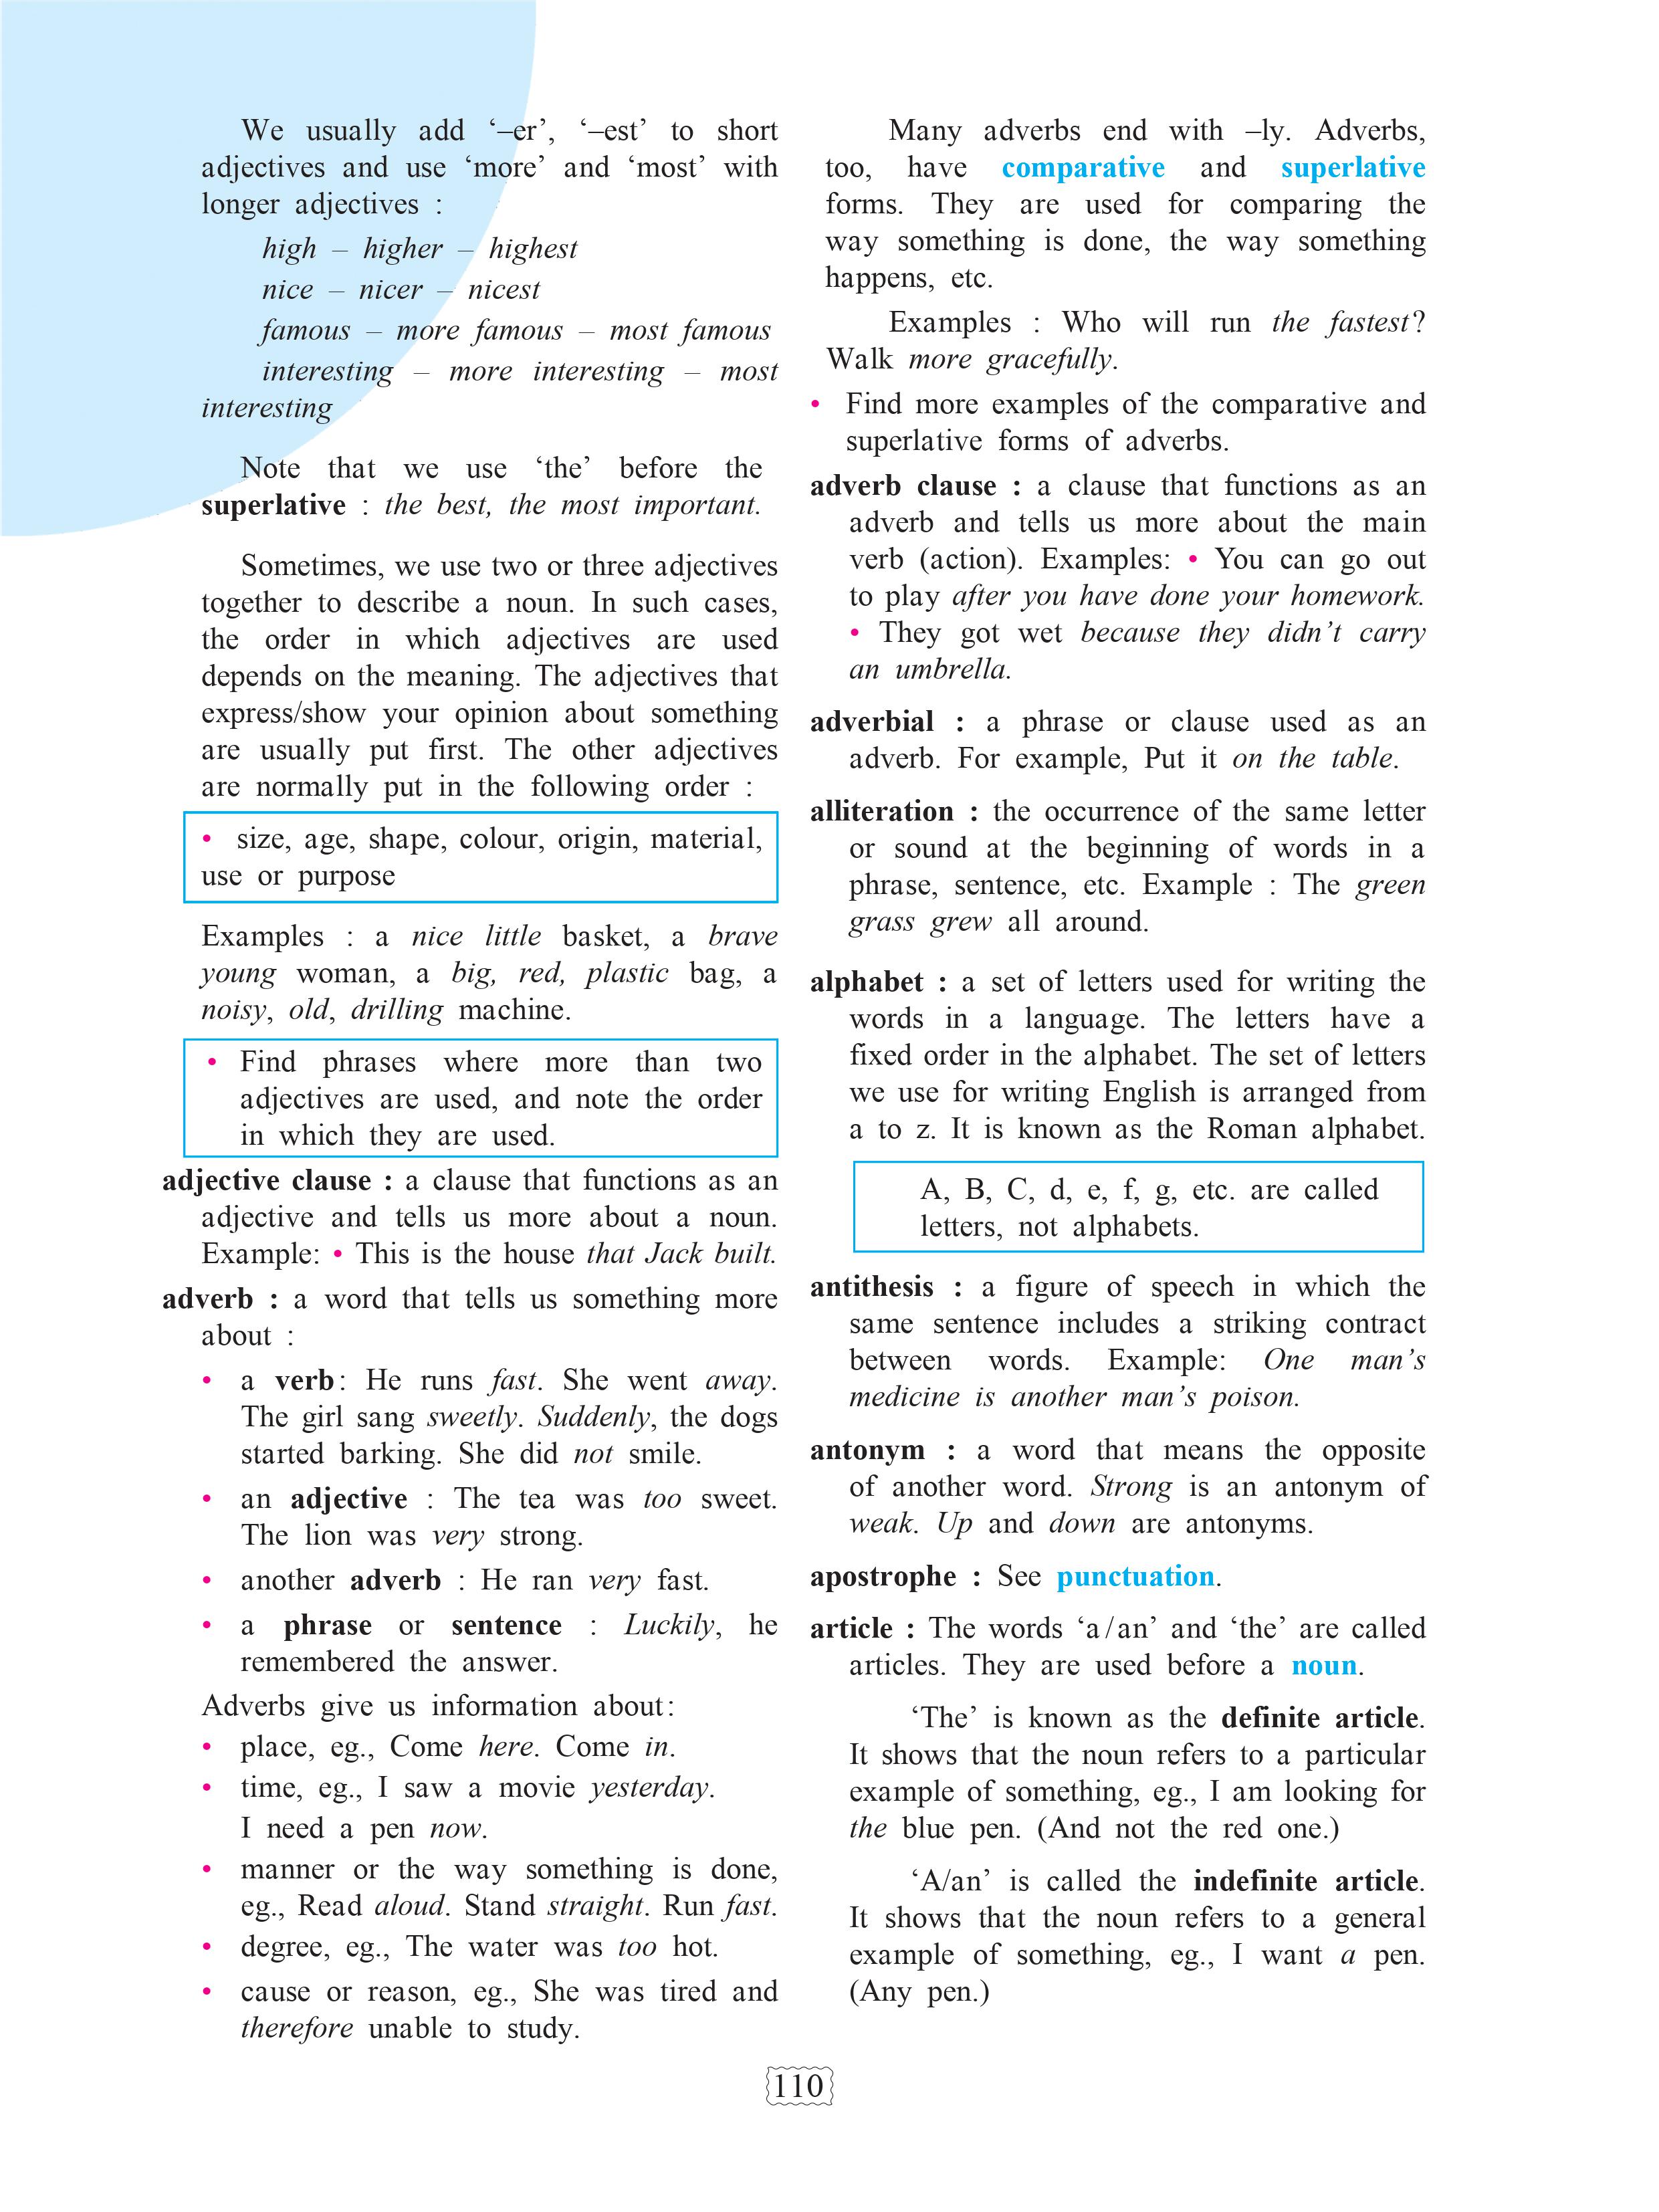 We usually add ‘–er’, ‘–est’ to short
adjectives and use ‘more’ and ‘most’ with
longer adjectives :
high – higher – highest
nice – nicer – nicest
famous – more famous – most famous
interesting – more interesting – most
interesting
Note that we use ‘the’ before the
superlative : the best, the most important.
Sometimes, we use two or three adjectives
together to describe a noun. In such cases,
the order in which adjectives are used
depends on the meaning. The adjectives that
express/show your opinion about something
are usually put first. The other adjectives
are normally put in the following order :
• size, age, shape, colour, origin, material,
use or purpose
Examples : a nice little basket, a brave
young woman, a big, red, plastic bag, a
noisy, old, drilling machine.
• Find phrases where more than two
adjectives are used, and note the order
in which they are used.
adjective clause : a clause that functions as an
adjective and tells us more about a noun.
Example: • This is the house that Jack built.
adverb : a word that tells us something more
about :
• a verb: He runs fast. She went away.
The girl sang sweetly. Suddenly, the dogs
started barking. She did not smile.
• an adjective : The tea was too sweet.
The lion was very strong.
• another adverb : He ran very fast.
• a phrase or sentence : Luckily, he
remembered the answer.
Adverbs give us information about:
• place, eg., Come here. Come in.
• time, eg., I saw a movie yesterday.
I need a pen now.
• manner or the way something is done,
eg., Read aloud. Stand straight. Run fast.
• degree, eg., The water was too hot.
• cause or reason, eg., She was tired and
therefore unable to study.
Many adverbs end with –ly. Adverbs,
too, have comparative and superlative
forms. They are used for comparing the
way something is done, the way something
happens, etc.
Examples : Who will run the fastest?
Walk more gracefully.
• Find more examples of the comparative and
superlative forms of adverbs.
adverb clause : a clause that functions as an
adverb and tells us more about the main
verb (action). Examples: • You can go out
to play after you have done your homework.
• They got wet because they didn’t carry
an umbrella.
adverbial : a phrase or clause used as an
adverb. For example, Put it on the table.
alliteration : the occurrence of the same letter
or sound at the beginning of words in a
phrase, sentence, etc. Example : The green
grass grew all around.
alphabet : a set of letters used for writing the
words in a language. The letters have a
fixed order in the alphabet. The set of letters
we use for writing English is arranged from
a to z. It is known as the Roman alphabet.
A, B, C, d, e, f, g, etc. are called
letters, not alphabets.
antithesis : a figure of speech in which the
same sentence includes a striking contract
between words. Example: One man’s
medicine is another man’s poison.
antonym : a word that means the opposite
of another word. Strong is an antonym of
weak. Up and down are antonyms.
apostrophe : See punctuation.
article : The words ‘a/an’ and ‘the’ are called
articles. They are used before a noun.
‘The’ is known as the definite article.
It shows that the noun refers to a particular
example of something, eg., I am looking for
the blue pen. (And not the red one.)
‘A/an’ is called the indefinite article.
It shows that the noun refers to a general
example of something, eg., I want a pen.
(Any pen.)
110